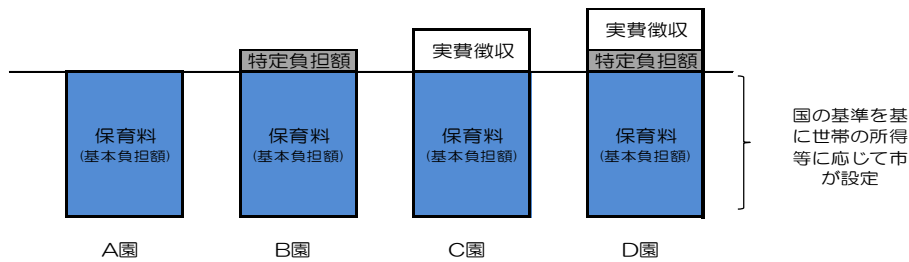 実費徴収
特定負担額
実費徴収
特定負担額
保育料
(基本負担額)
保育料
(基本負担額)
保育料
(基本負担額)
保育料
(基本負担額)
国の基準を基
に世帯の所得
等に応じて市
が設定
A園
B園
C園
D園